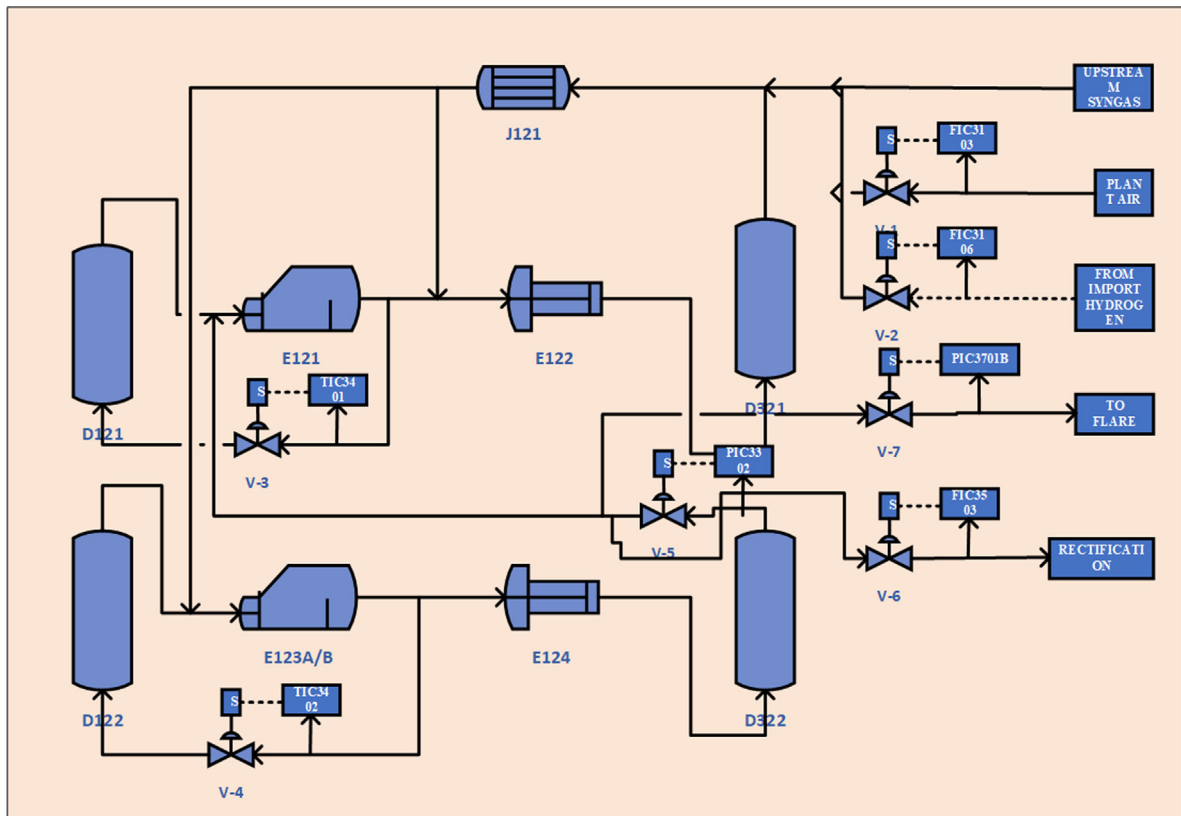 UPSTREA
M
SYNGAS
J121
FIC31
03
S
PLAN
T AIR
V-1
FIC31
06
S
FROM
IMPORT
HYDROG
EN
V-2
E121
E122
PIC3701B
S
TIC34
01
S
D121
D321
TO
FLARE
V-7
PIC33
02
S
V-3
FIC35
03
S
V-5
RECTIFICATI
ON
V-6
E123A/B
E124
TIC34
02
S
D122
D322
V-4